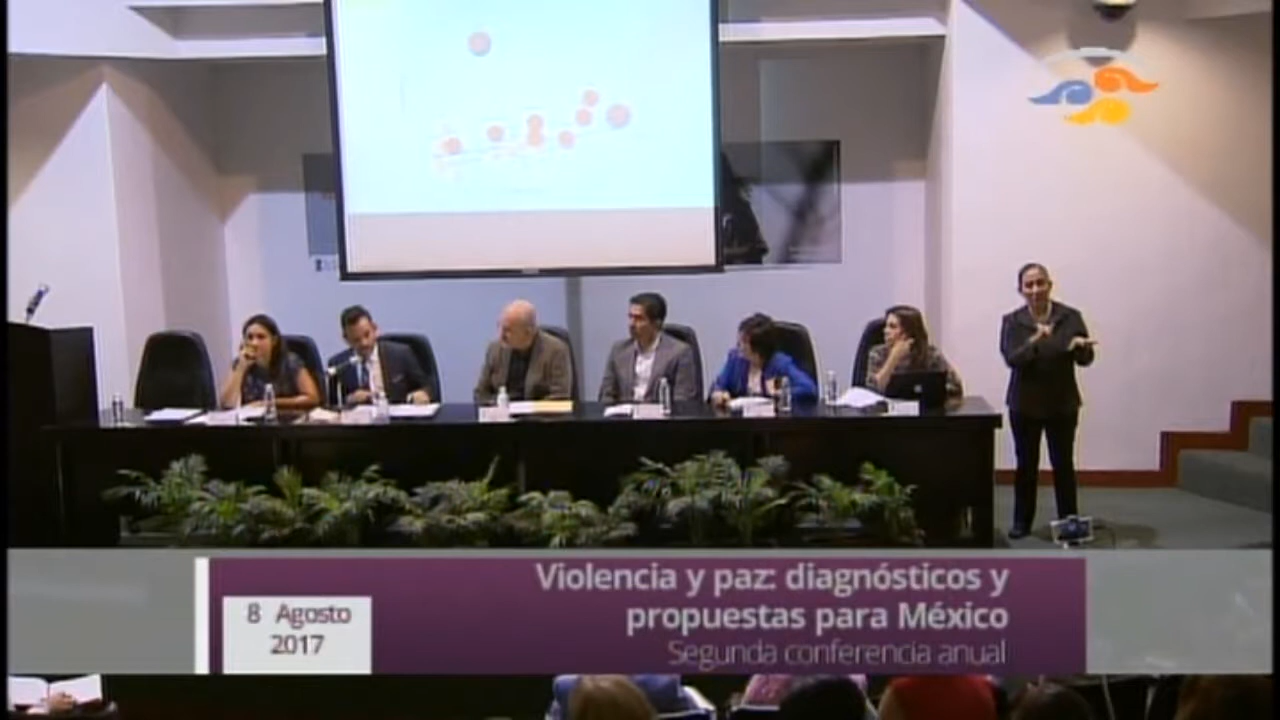 8 Agosto
2017
Violencia y paz: diagnósticos y
propuestas para México
Segunda conferencia anual